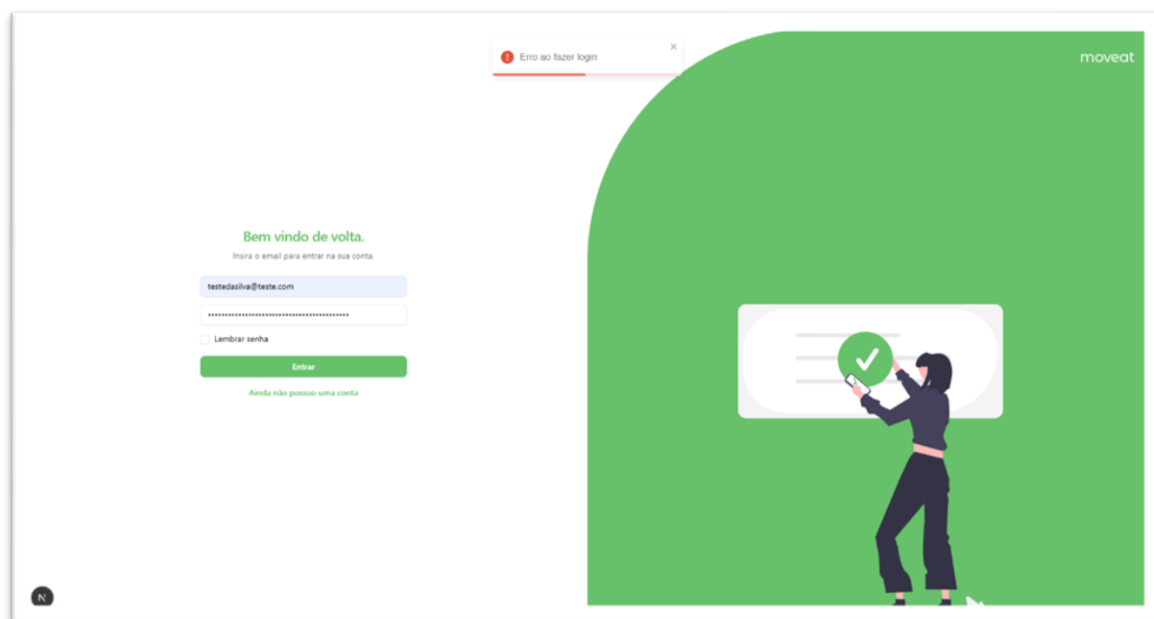 Erro ao fazer login
moveat
Bem vindo de volta.
Insira o email para entrar na sua conta.
testedasilva@teste.com
Lembrar senha
Entrar
Ainda não possuo uma conta
N